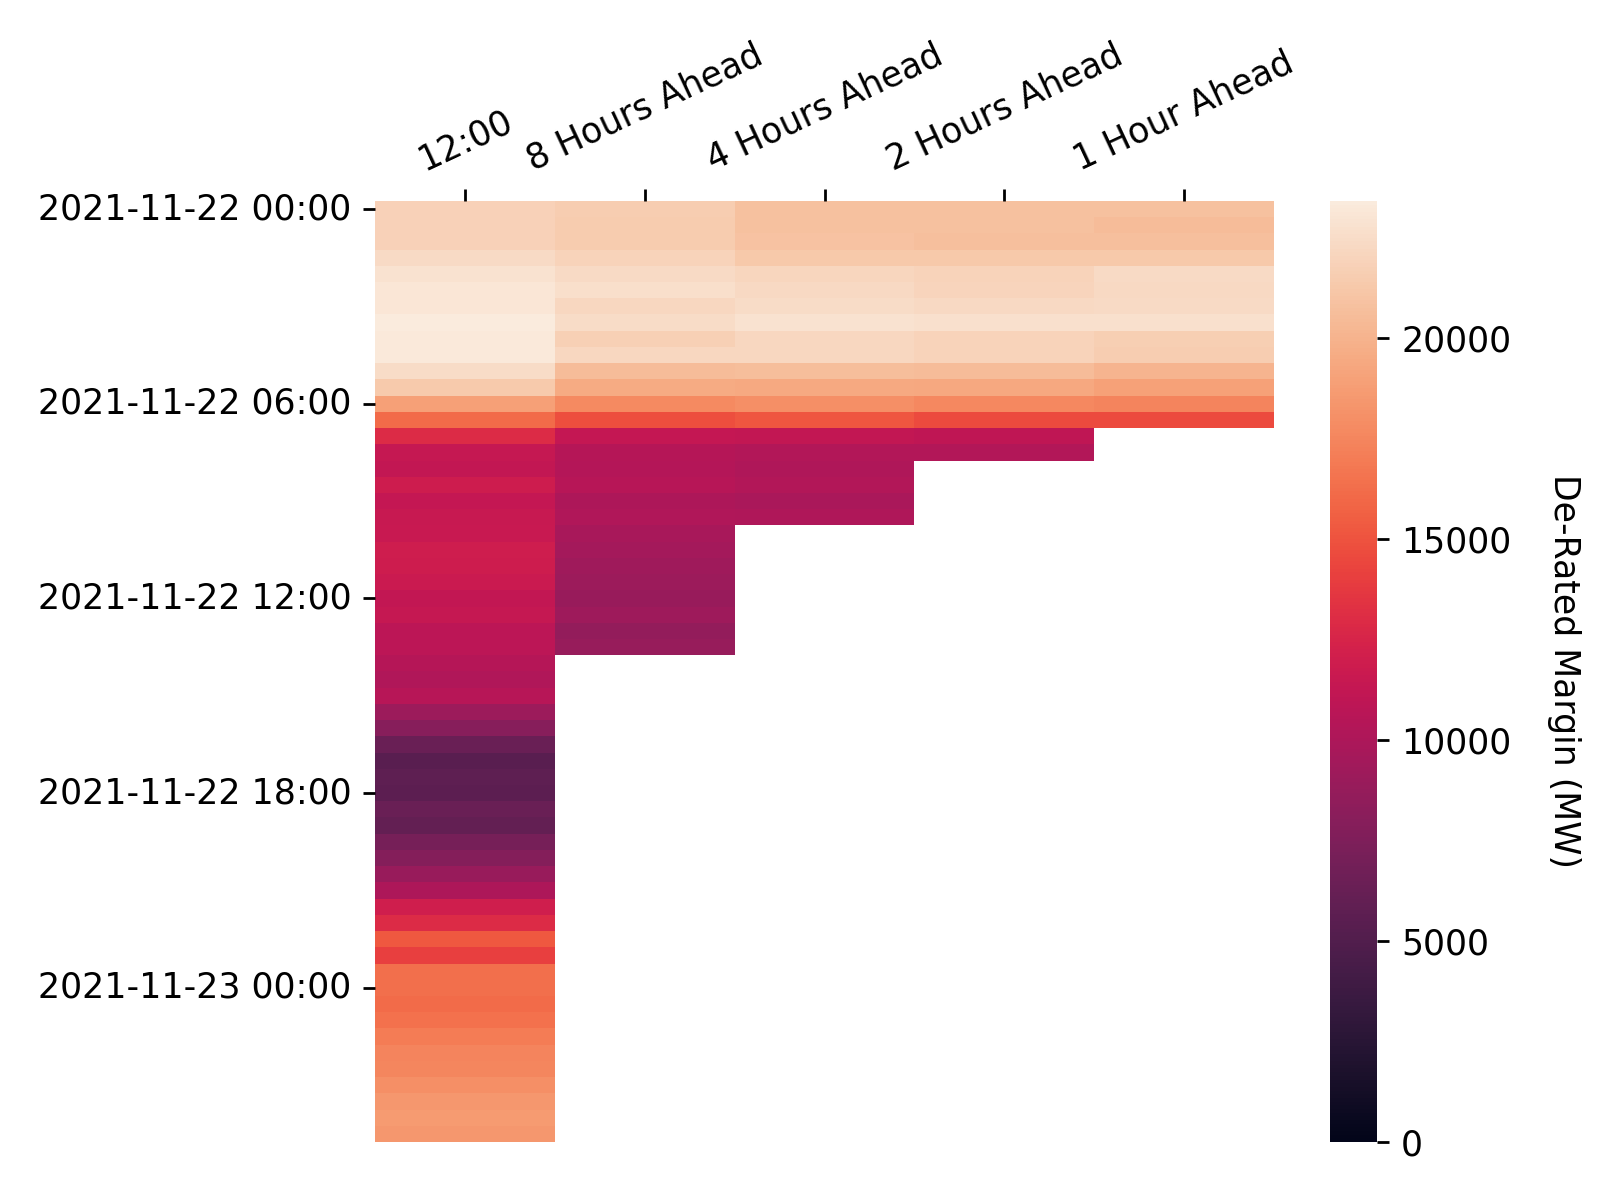 12:00
8 Hours Ahead
4 Hours Ahead
2 Hours Ahead
1 Hour Ahead
2021-11-22 00:00
2021-11-22 06:00
2021-11-22 12:00
2021-11-22 18:00
2021-11-23 00:00
20000
15000
10000
5000
0
De-Rated Margin (MW)